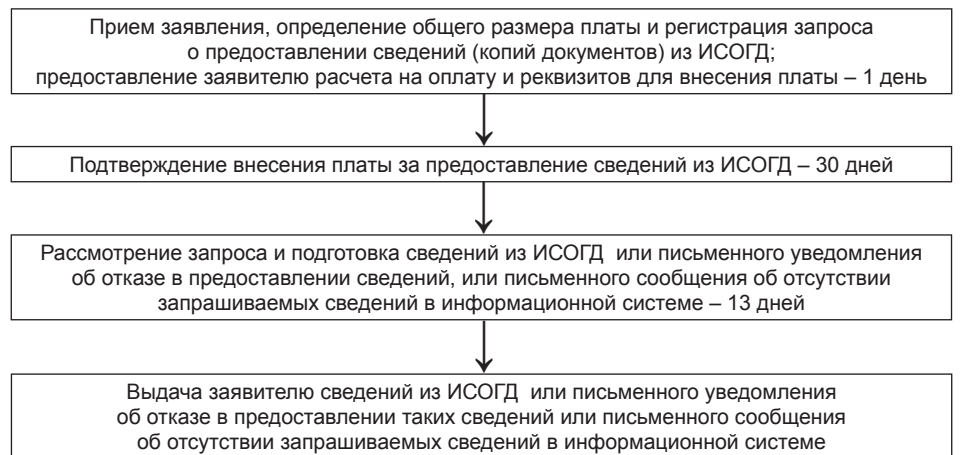 Прием заявления, определение общего размера платы и регистрация запроса
о предоставлении сведений (копий документов) из ИСОГД;
предоставление заявителю расчета на оплату и реквизитов для внесения платы – 1 день
Подтверждение внесения платы за предоставление сведений из ИСОГД – 30 дней
Рассмотрение запроса и подготовка сведений из ИСОГД или письменного уведомления
об отказе в предоставлении сведений, или письменного сообщения об отсутствии
запрашиваемых сведений в информационной системе – 13 дней
Выдача заявителю сведений из ИСОГД или письменного уведомления
об отказе в предоставлении таких сведений или письменного сообщения
об отсутствии запрашиваемых сведений в информационной системе